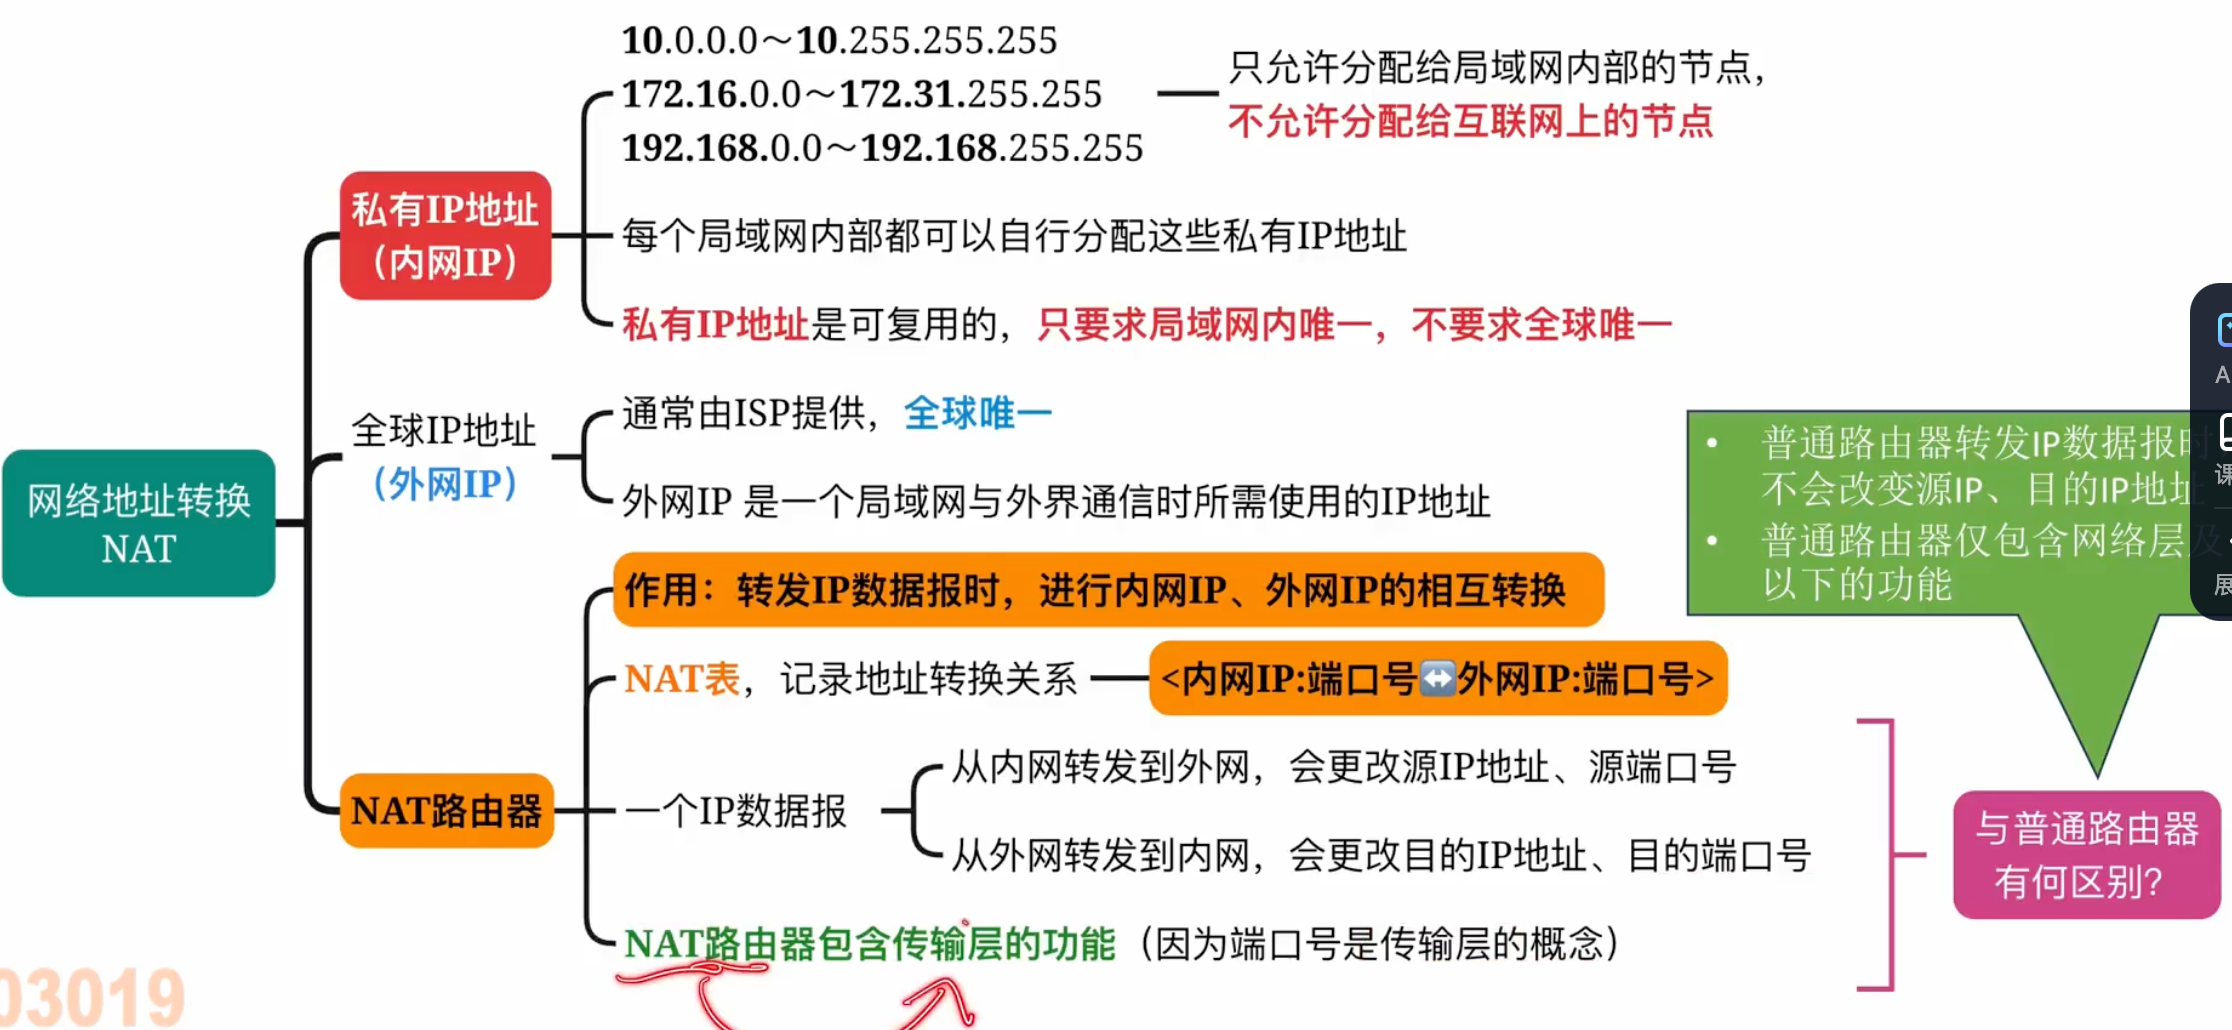 10.0.0.0～10.255.255.255
172.16.0.0～172.31.255.255
192.168.0.0～192.168.255.255
只允许分配给局域网内部的节点，
不允许分配给互联网上的节点
私有IP地址
（内网IP）
每个局域网内部都可以自行分配这些私有IP地址
私有IP地址是可复用的，只要求局域网内唯一，不要求全球唯一
全球IP地址
（外网IP）
通常由ISP提供，全球唯一
外网IP 是一个局域网与外界通信时所需使用的IP地址
网络地址转换
NAT
作用：转发IP数据报时，进行内网IP、外网IP的相互转换
NAT表，记录地址转换关系
<内网IP:端口号↔外网IP:端口号>
NAT路由器
一个IP数据报
从内网转发到外网，会更改源IP地址、源端口号
从外网转发到内网，会更改目的IP地址、目的端口号
NAT路由器包含传输层的功能（因为端口号是传输层的概念）
• 普通路由器转发IP数据报时
不会改变源IP、目的IP地址
• 普通路由器仅包含网络层及
以下的功能
与普通路由器
有何区别？
A
课
展
03019